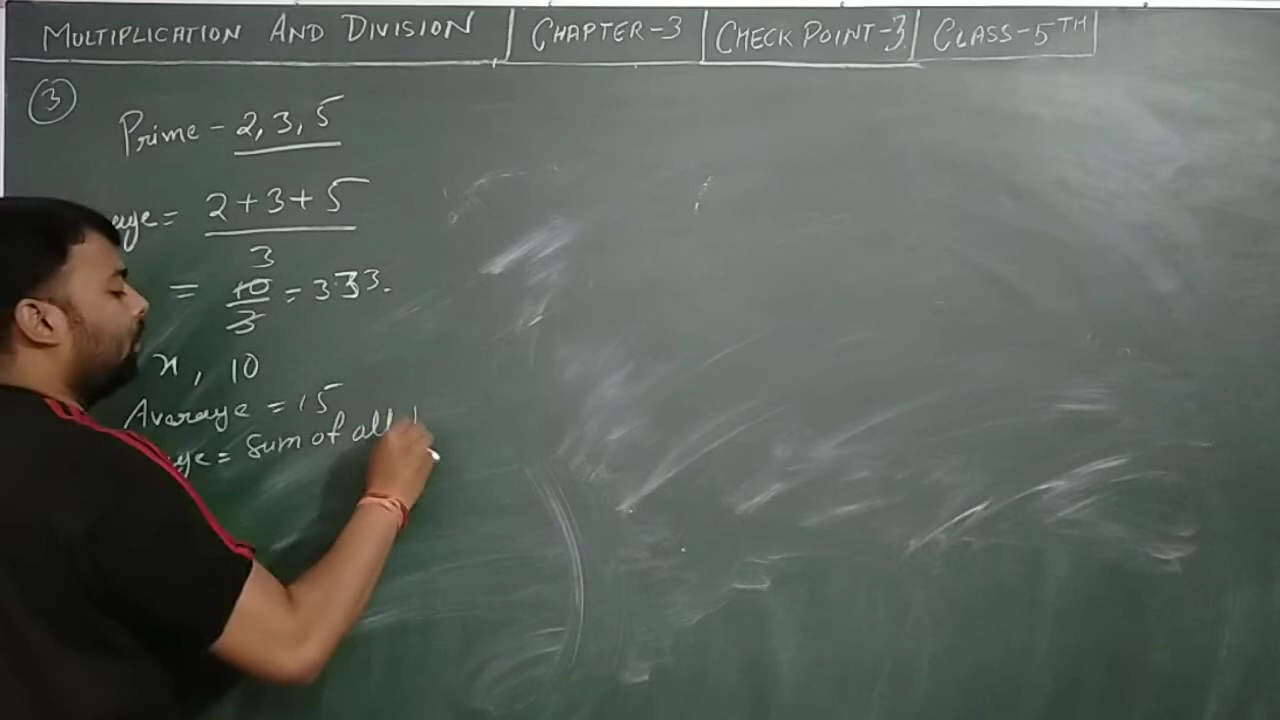 MULTIPLICATION AND DIVISION CHAPTER-3 CHECK POINT-3 CLASS-5TH
3
Prime - 2, 3, 5
age = 2+3+5
3
= 10 = 3.33.
3
x, 10
Average = 15
age = Sum of all